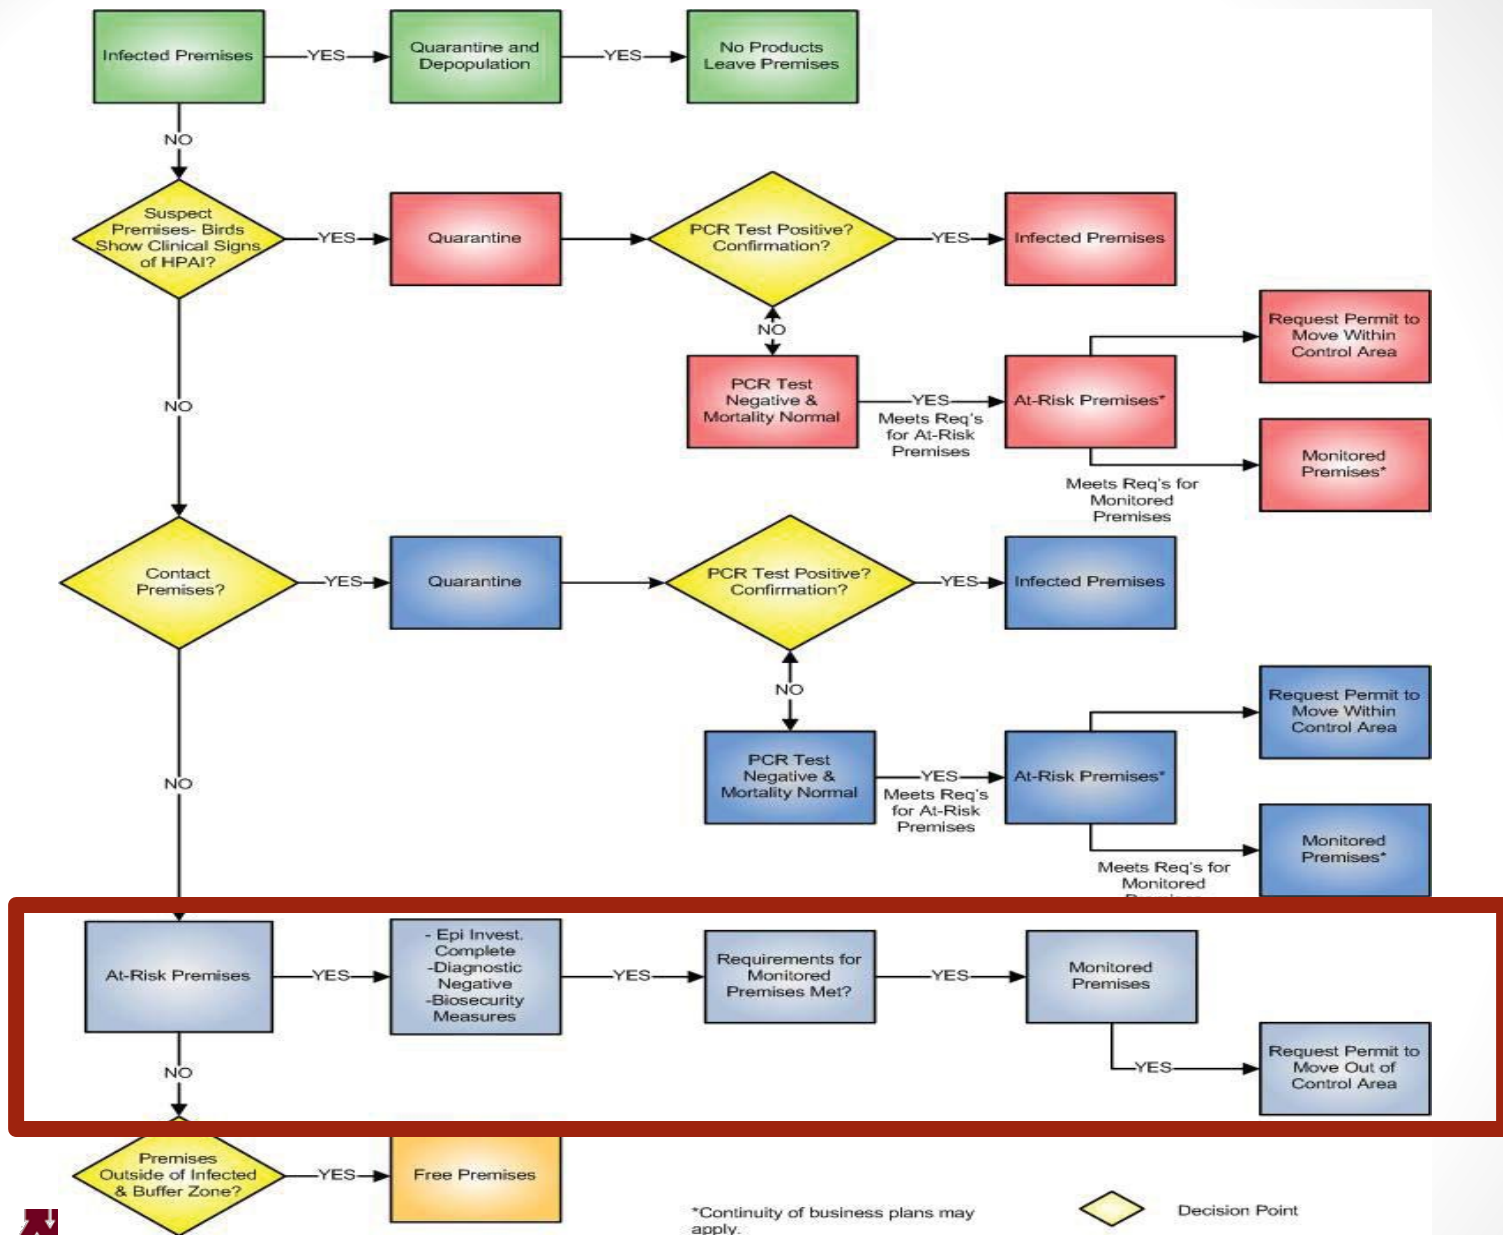 Infected Premises
YES
Quarantine and
Depopulation
YES
No Products
Leave Premises
NO
Suspect
Premises- Birds
Show Clinical Signs
of HPAI?
YES
Quarantine
PCR Test Positive?
Confirmation?
YES
Infected Premises
NO
PCR Test
Negative &
Mortality Normal
YES
Meets Req's
for At-Risk
Premises
At-Risk Premises*
Request Permit to
Move Within
Control Area
Monitored
Premises*
Meets Req's for
Monitored
Premises
NO
Contact
Premises?
YES
Quarantine
PCR Test Positive?
Confirmation?
YES
Infected Premises
NO
PCR Test
Negative &
Mortality Normal
YES
Meets Req's
for At-Risk
Premises
At-Risk Premises*
Request Permit to
Move Within
Control Area
Monitored
Premises*
Meets Req's for
Monitored
NO
At-Risk Premises
YES
- Epi Invest.
Complete
-Diagnostic
Negative
-Biosecurity
Measures
YES
Requirements for
Monitored
Premises Met?
YES
Monitored
Premises
YES
Request Permit to
Move Out of
Control Area
NO
Premises
Outside of Infected
& Buffer Zone?
YES
Free Premises
*Continuity of business plans may
apply.
Decision Point